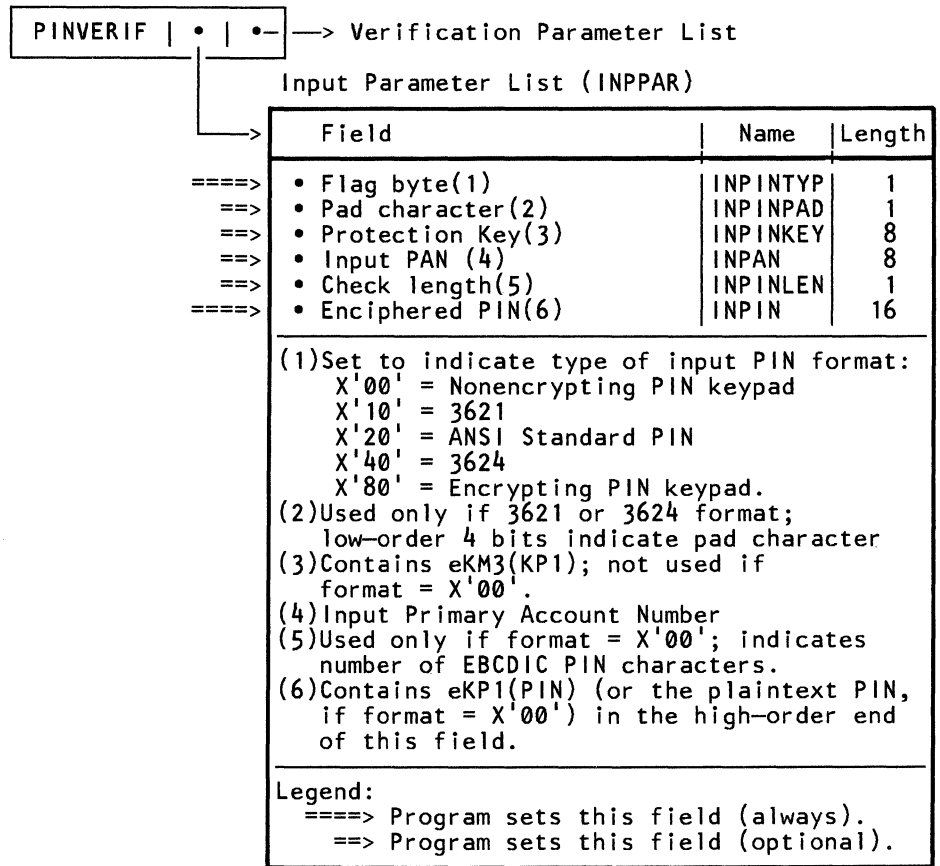 PINVERIF | • | •—|—> Verification Parameter List
Input Parameter List (INPPAR)
—> Field | Name |Length
====> • Flag byte(1) |INPINTYP| 1
==> • Pad character(2) |INPINPAD| 1
==> • Protection Key(3) |INPINKEY| 8
==> • Input PAN (4) |INPAN | 8
==> • Check length(5) |INPINLEN| 1
====> • Enciphered PIN(6) |INPIN | 16
(1)Set to indicate type of input PIN format:
X'00' = Nonencrypting PIN keypad
X'10' = 3621
X'20' = ANSI Standard PIN
X'40' = 3624
X'80' = Encrypting PIN keypad.
(2)Used only if 3621 or 3624 format;
low-order 4 bits indicate pad character
(3)Contains eKM3(KP1); not used if
format = X'00'.
(4)Input Primary Account Number
(5)Used only if format = X'00'; indicates
number of EBCDIC PIN characters.
(6)Contains eKP1(PIN) (or the plaintext PIN,
if format = X'00') in the high-order end
of this field.
Legend:
====> Program sets this field (always).
==> Program sets this field (optional).